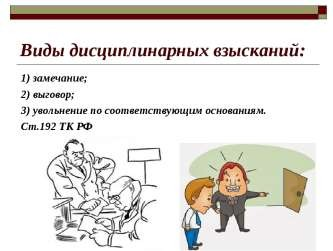 Виды дисциплинарных взысканий:
1) замечание;
2) выговор;
3) увольнение по соответствующим основаниям.
Ст.192 ТК РФ